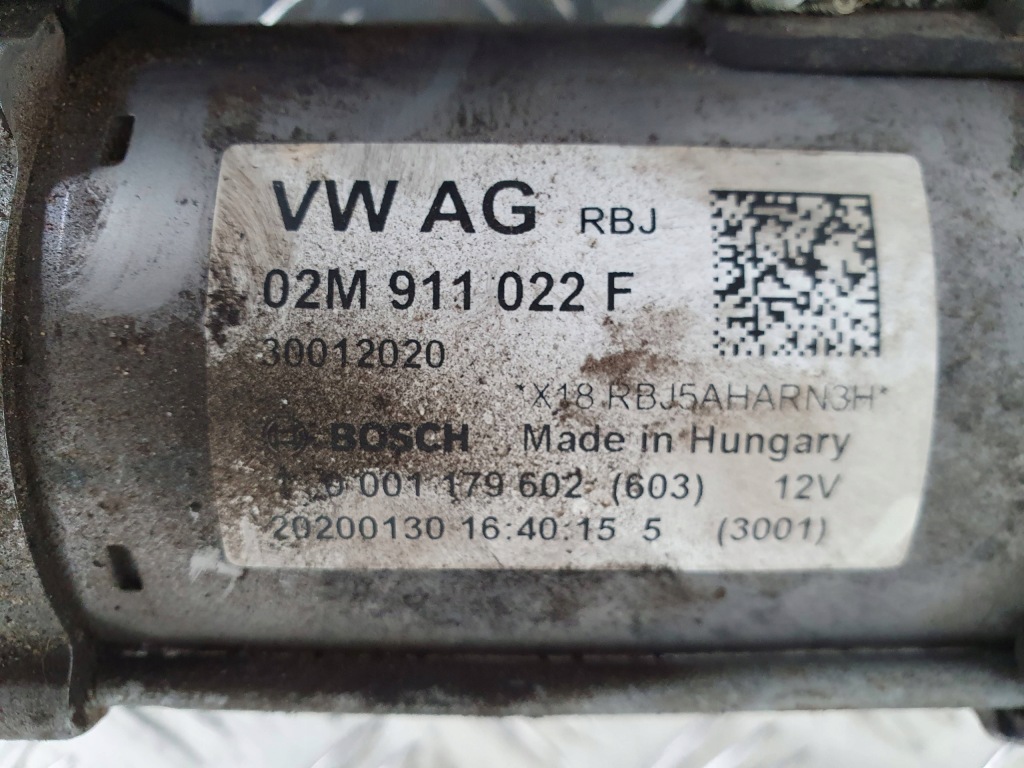 VW AG RBJ
02M 911 022 F
30012020
*X18.RBJ5AHARN3H*
BOSCH Made in Hungary
0 001 179 602 (603) 12V
20200130 16:40:15 5 (3001)